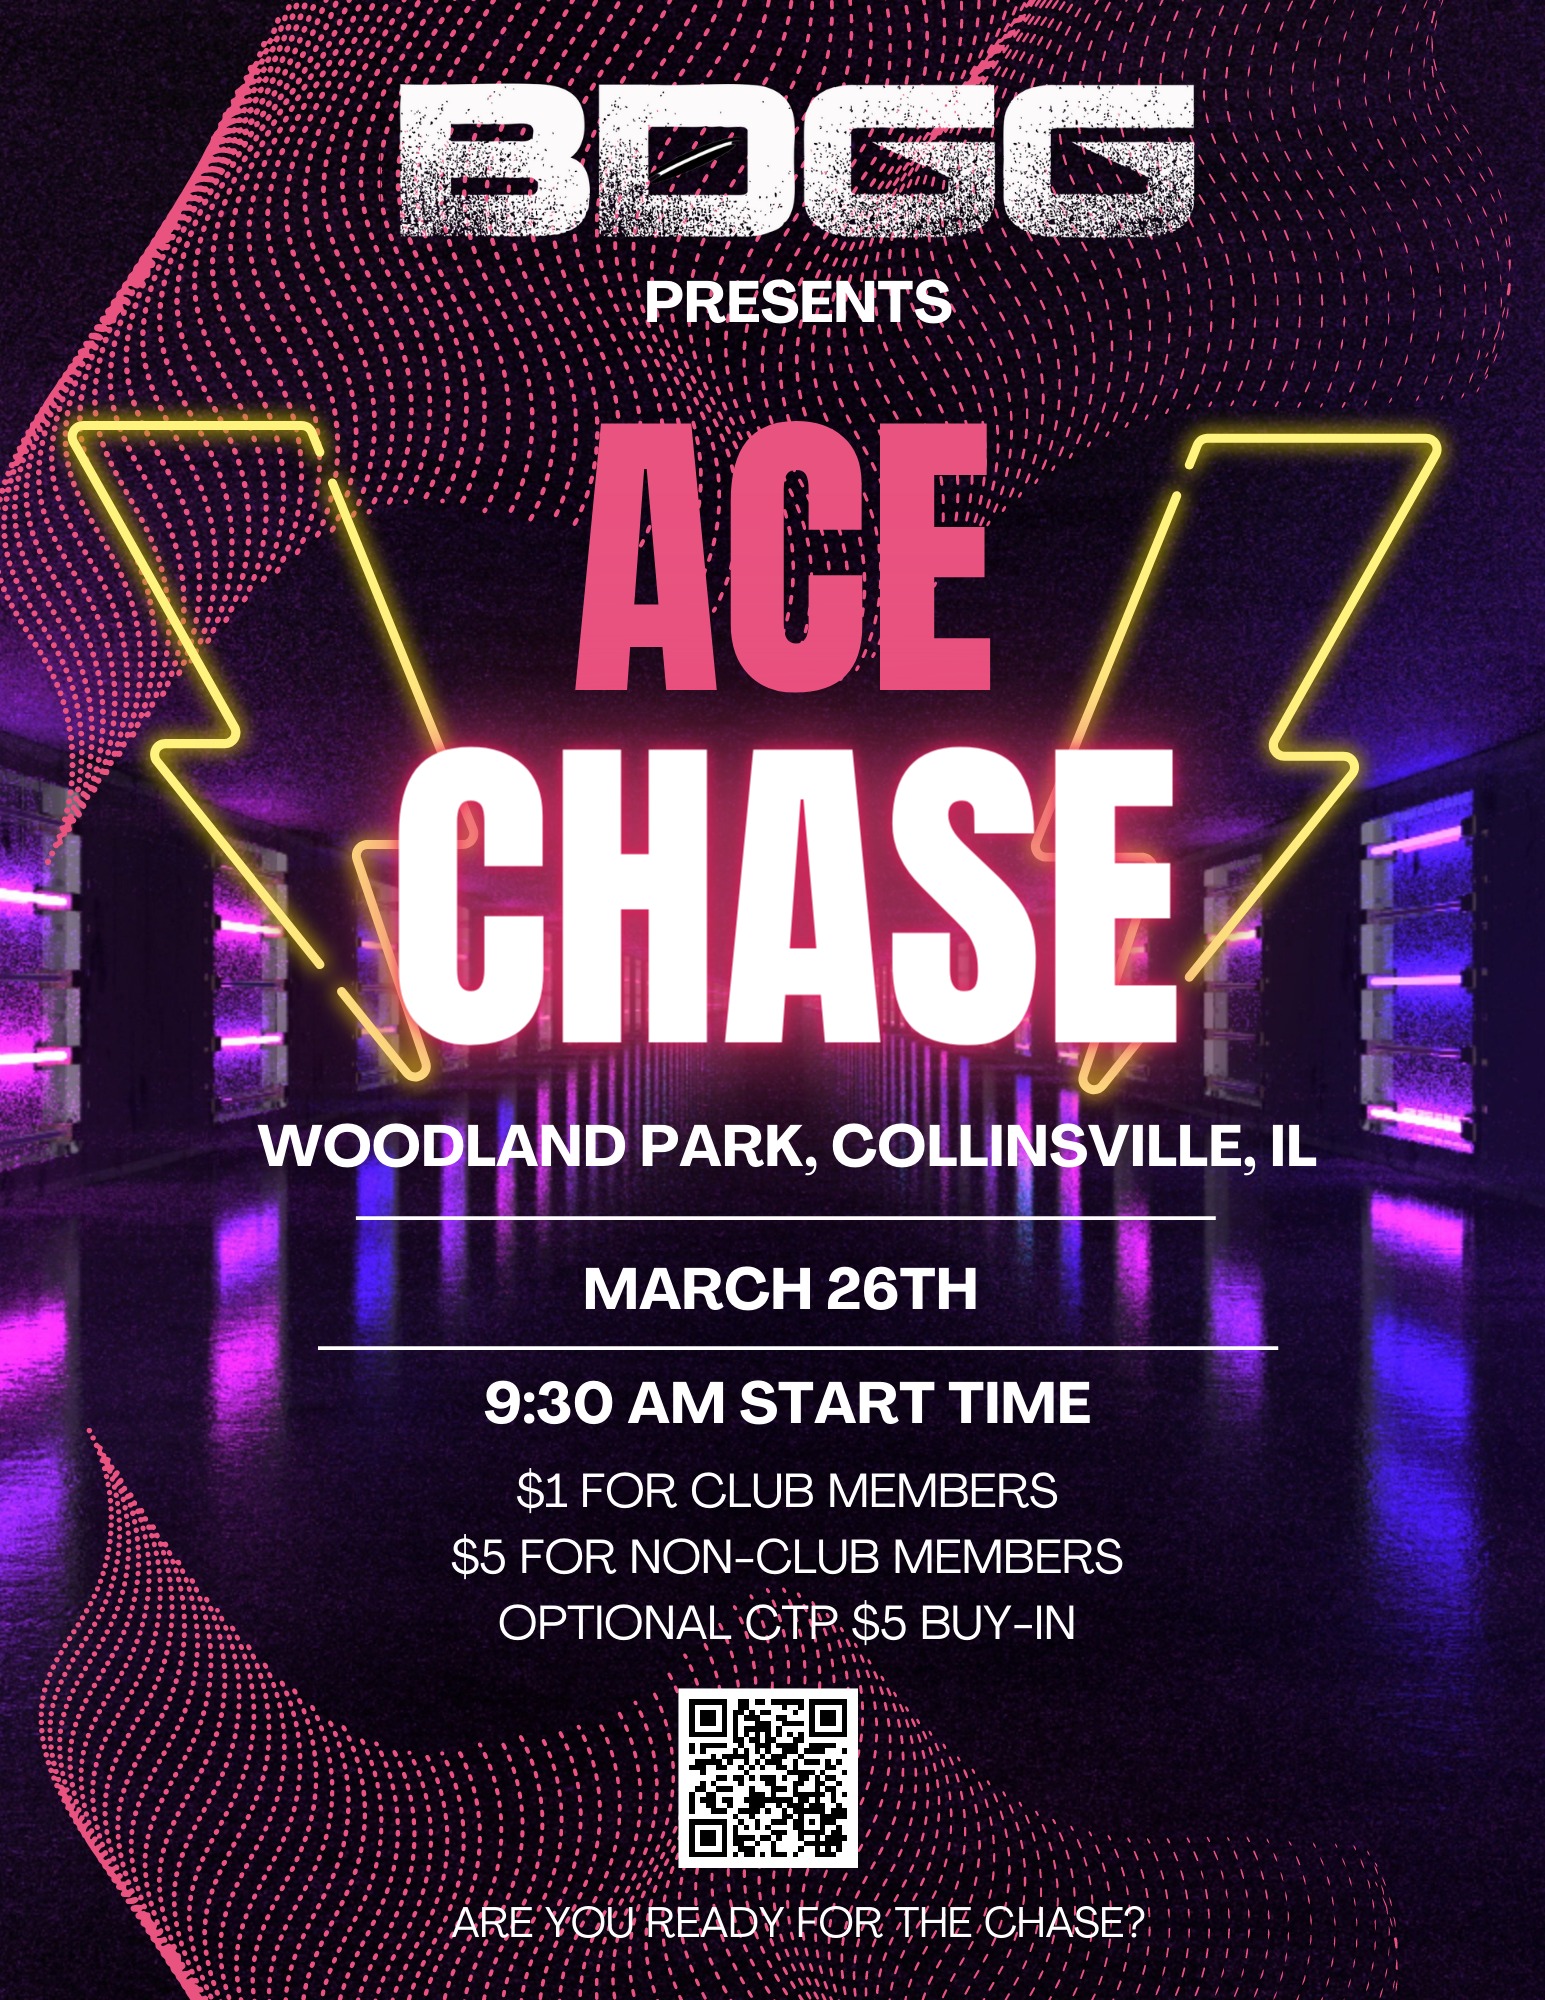 BDGG
PRESENTS
ACE
CHASE
WOODLAND PARK, COLLINSVILLE, IL
MARCH 26TH
9:30 AM START TIME
$1 FOR CLUB MEMBERS
$5 FOR NON-CLUB MEMBERS
OPTIONAL CTP $5 BUY-IN
ARE YOU READY FOR THE CHASE?